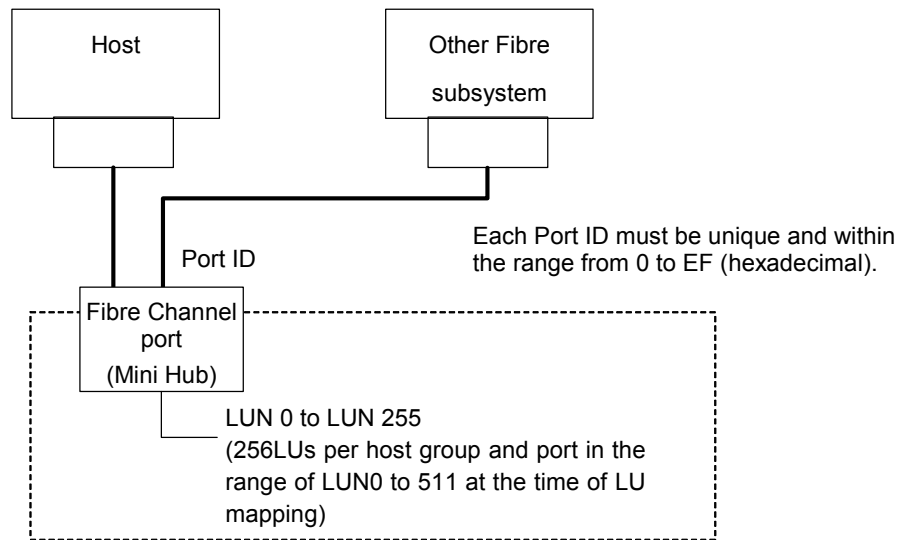 Host
Other Fibre
subsystem
Port ID
Each Port ID must be unique and within
the range from 0 to EF (hexadecimal).
Fibre Channel
port
(Mini Hub)
LUN 0 to LUN 255
(256LUs per host group and port in the
range of LUN0 to 511 at the time of LU
mapping)